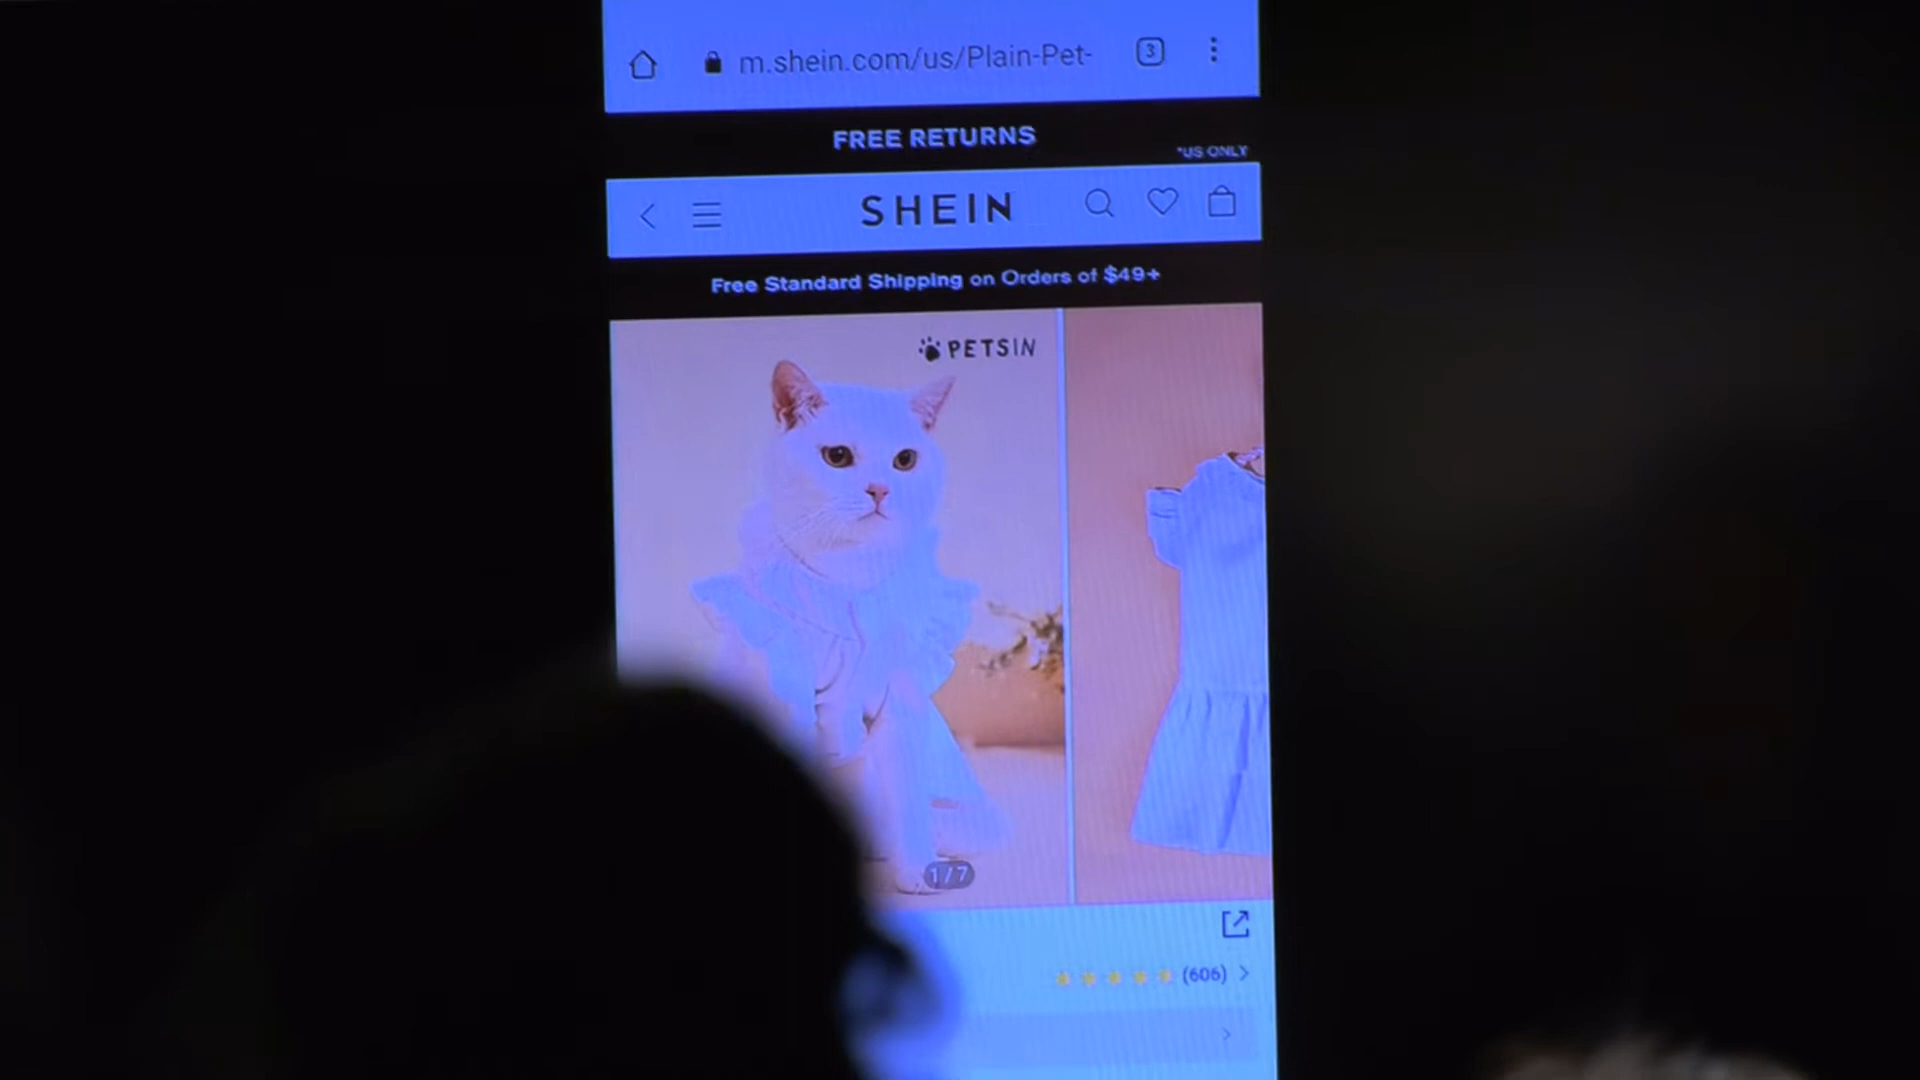 m.shein.com/us/Plain-Pet-
3
FREE RETURNS
*US ONLY
SHEIN
Free Standard Shipping on Orders of $49+
PETSIN
1/7
(606)